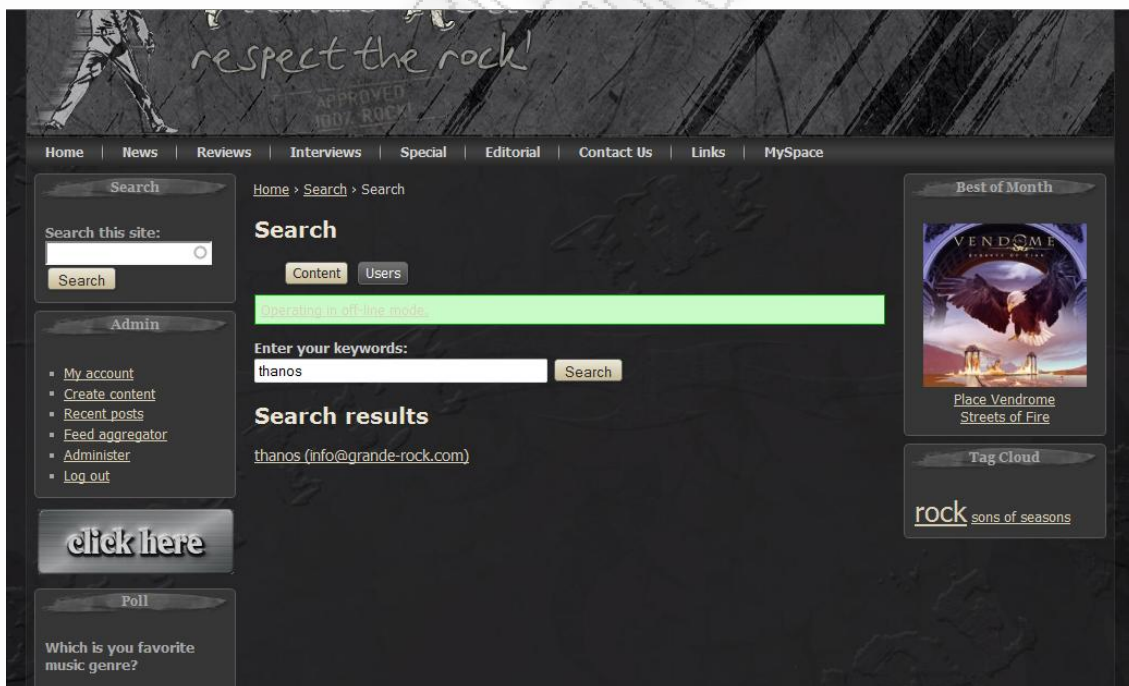 respect the rock!
APPROVED
100% ROCK!
Home | News | Reviews | Interviews | Special | Editorial | Contact Us | Links | MySpace
Search
Search this site:
Search
Admin
My account
Create content
Recent posts
Feed aggregator
Administer
Log out
click here
Poll
Which is you favorite
music genre?
Home › Search › Search
Search
Content Users
Operating in off-line mode.
Enter your keywords:
thanos Search
Search results
thanos (info@grande-rock.com)
Best of Month
VENDOME
STREETS OF FIRE
Place Vendrome
Streets of Fire
Tag Cloud
rock sons of seasons